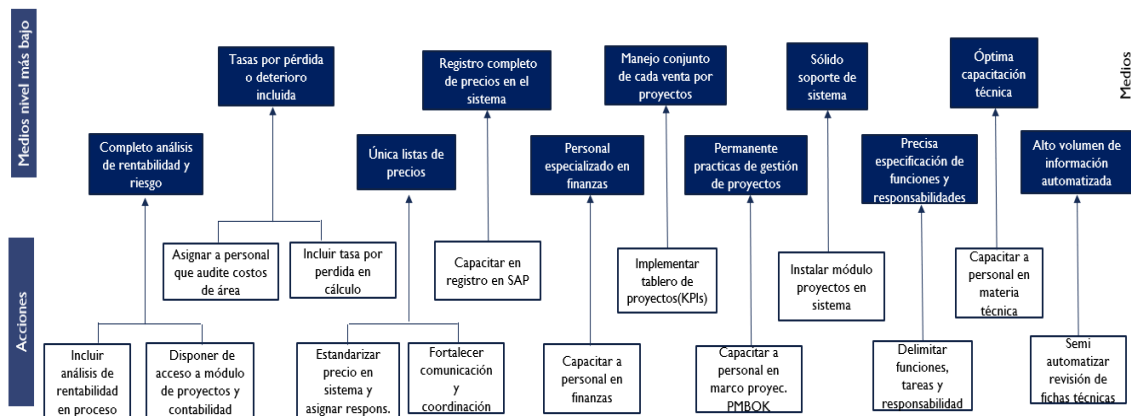 Medios nivel más bajo
Tasas por pérdida
o deterioro
incluida
Registro completo
de precios en el
sistema
Manejo conjunto
de cada venta por
proyectos
Sólido
soporte de
sistema
Óptima
capacitación
técnica
Medios
Completo análisis
de rentabilidad y
riesgo
Única listas de
precios
Personal
especializado en
finanzas
Permanente
practicas de gestión
de proyectos
Precisa
especificación de
funciones y
responsabilidades
Alto volumen de
información
automatizada
Acciones
Asignar a personal
que audite costos
de área
Incluir tasa por
perdida en
cálculo
Capacitar en
registro en SAP
Implementar
tablero de
proyectos(KPIs)
Instalar módulo
proyectos en
sistema
Capacitar a
personal en
materia
técnica
Incluir
análisis de
rentabilidad
en proceso
Disponer de
acceso a módulo
de proyectos y
contabilidad
Estandarizar
precio en
sistema y
asignar respons.
Fortalecer
comunicación
y
coordinación
Capacitar a
personal en
finanzas
Capacitar a
personal en
marco proyec.
PMBOK
Delimitar
funciones,
tareas y
responsabilidad
Semi
automatizar
revisión de
fichas técnicas